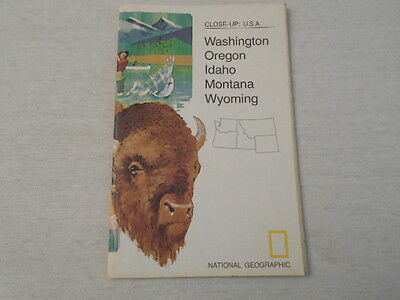 CLOSE-UP: U.S.A.
Washington
Oregon
Idaho
Montana
Wyoming
NATIONAL GEOGRAPHIC